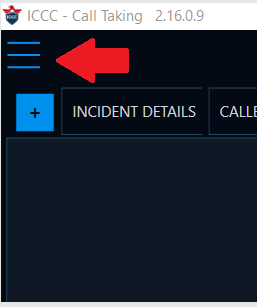 ICCC - Call Taking 2.16.0.9
+ INCIDENT DETAILS CALLE